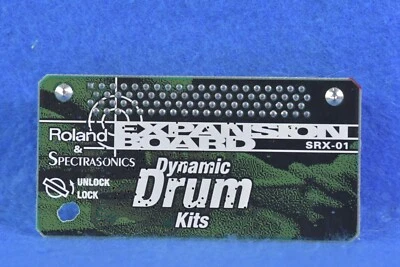 Roland EXPANSION
& BOARD SRX-01
SPECTRASONICS
Dynamic
Drum
Kits
UNLOCK
LOCK